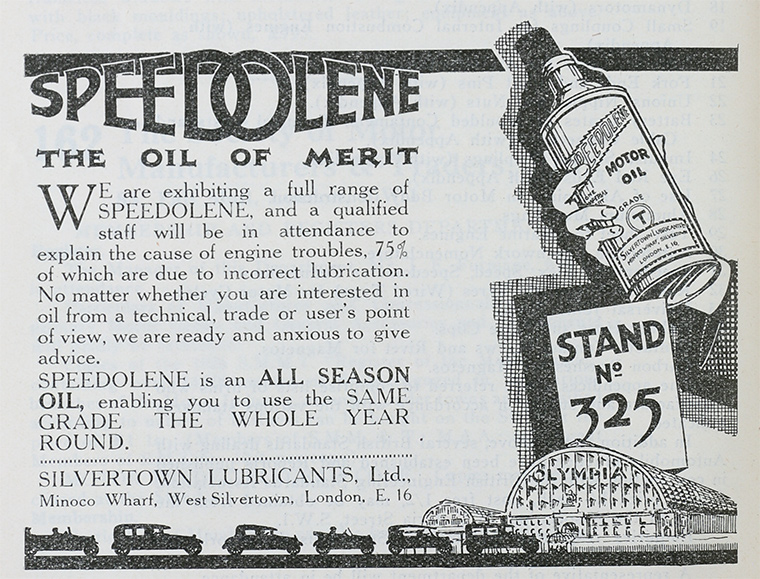 SPEEDOLENE
THE OIL OF MERIT
WE are exhibiting a full range of
SPEEDOLENE, and a qualified
staff will be in attendance to
explain the cause of engine troubles, 75%
of which are due to incorrect lubrication.
No matter whether you are interested in
oil from a technical, trade or user's point
of view, we are ready and anxious to give
advice.
SPEEDOLENE is an ALL SEASON
OIL, enabling you to use the SAME
GRADE THE WHOLE YEAR
ROUND.
SILVERTOWN LUBRICANTS, Ltd.,
Minoco Wharf, West Silvertown, London, E. 16
SPEEDOLENE
MOTOR
OIL
GRADE
T
SILVERTOWN LUBRICANTS
MINOCO WHARF, SILVERTOWN
LONDON, E.16.
STAND
No
325
OLYMPIA